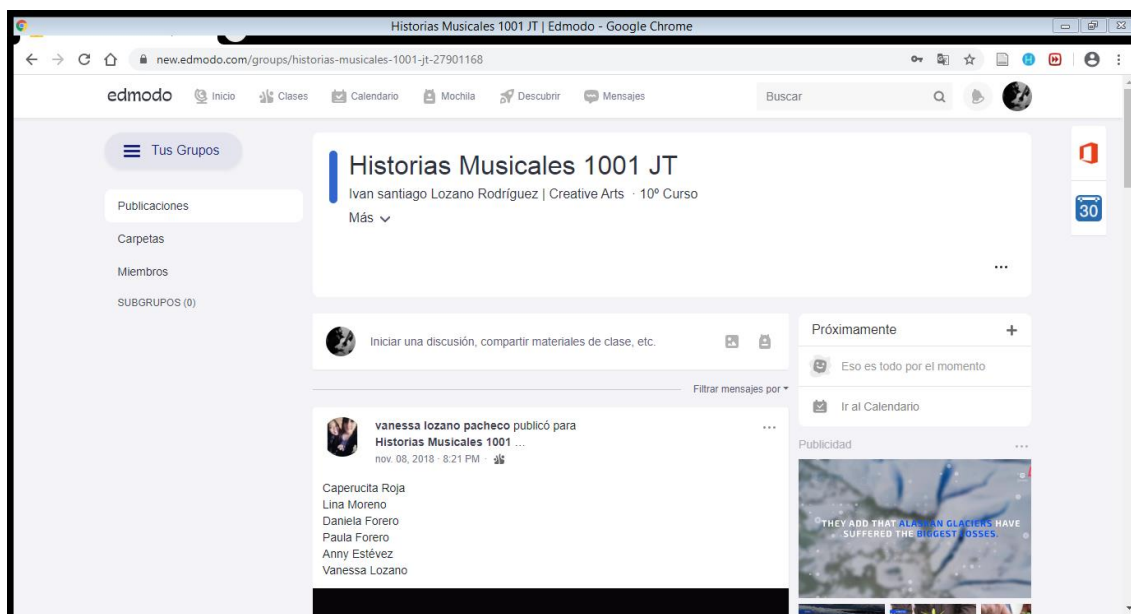 Historias Musicales 1001 JT | Edmodo - Google Chrome
new.edmodo.com/groups/historias-musicales-1001-jt-27901168
edmodo Inicio Clases Calendario Mochila Descubrir Mensajes Buscar
Tus Grupos
Publicaciones
Carpetas
Miembros
SUBGRUPOS (0)
Historias Musicales 1001 JT
Ivan santiago Lozano Rodríguez | Creative Arts · 10º Curso
Más
30
Iniciar una discusión, compartir materiales de clase, etc.
Filtrar mensajes por
vanessa lozano pacheco publicó para
Historias Musicales 1001 ...
nov. 08, 2018 - 8:21 PM ·
Caperucita Roja
Lina Moreno
Daniela Forero
Paula Forero
Anny Estévez
Vanessa Lozano
Próximamente +
Eso es todo por el momento
Ir al Calendario
Publicidad
THEY ADD THAT ALASKAN GLACIERS HAVE
SUFFERED THE BIGGEST LOSSES.